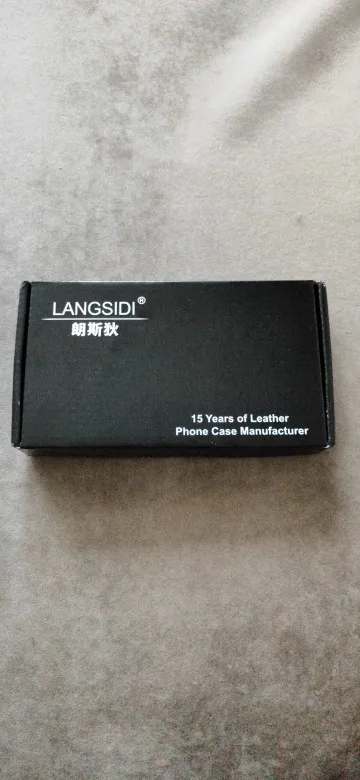 LANGSIDI®
朗斯狄
15 Years of Leather
Phone Case Manufacturer